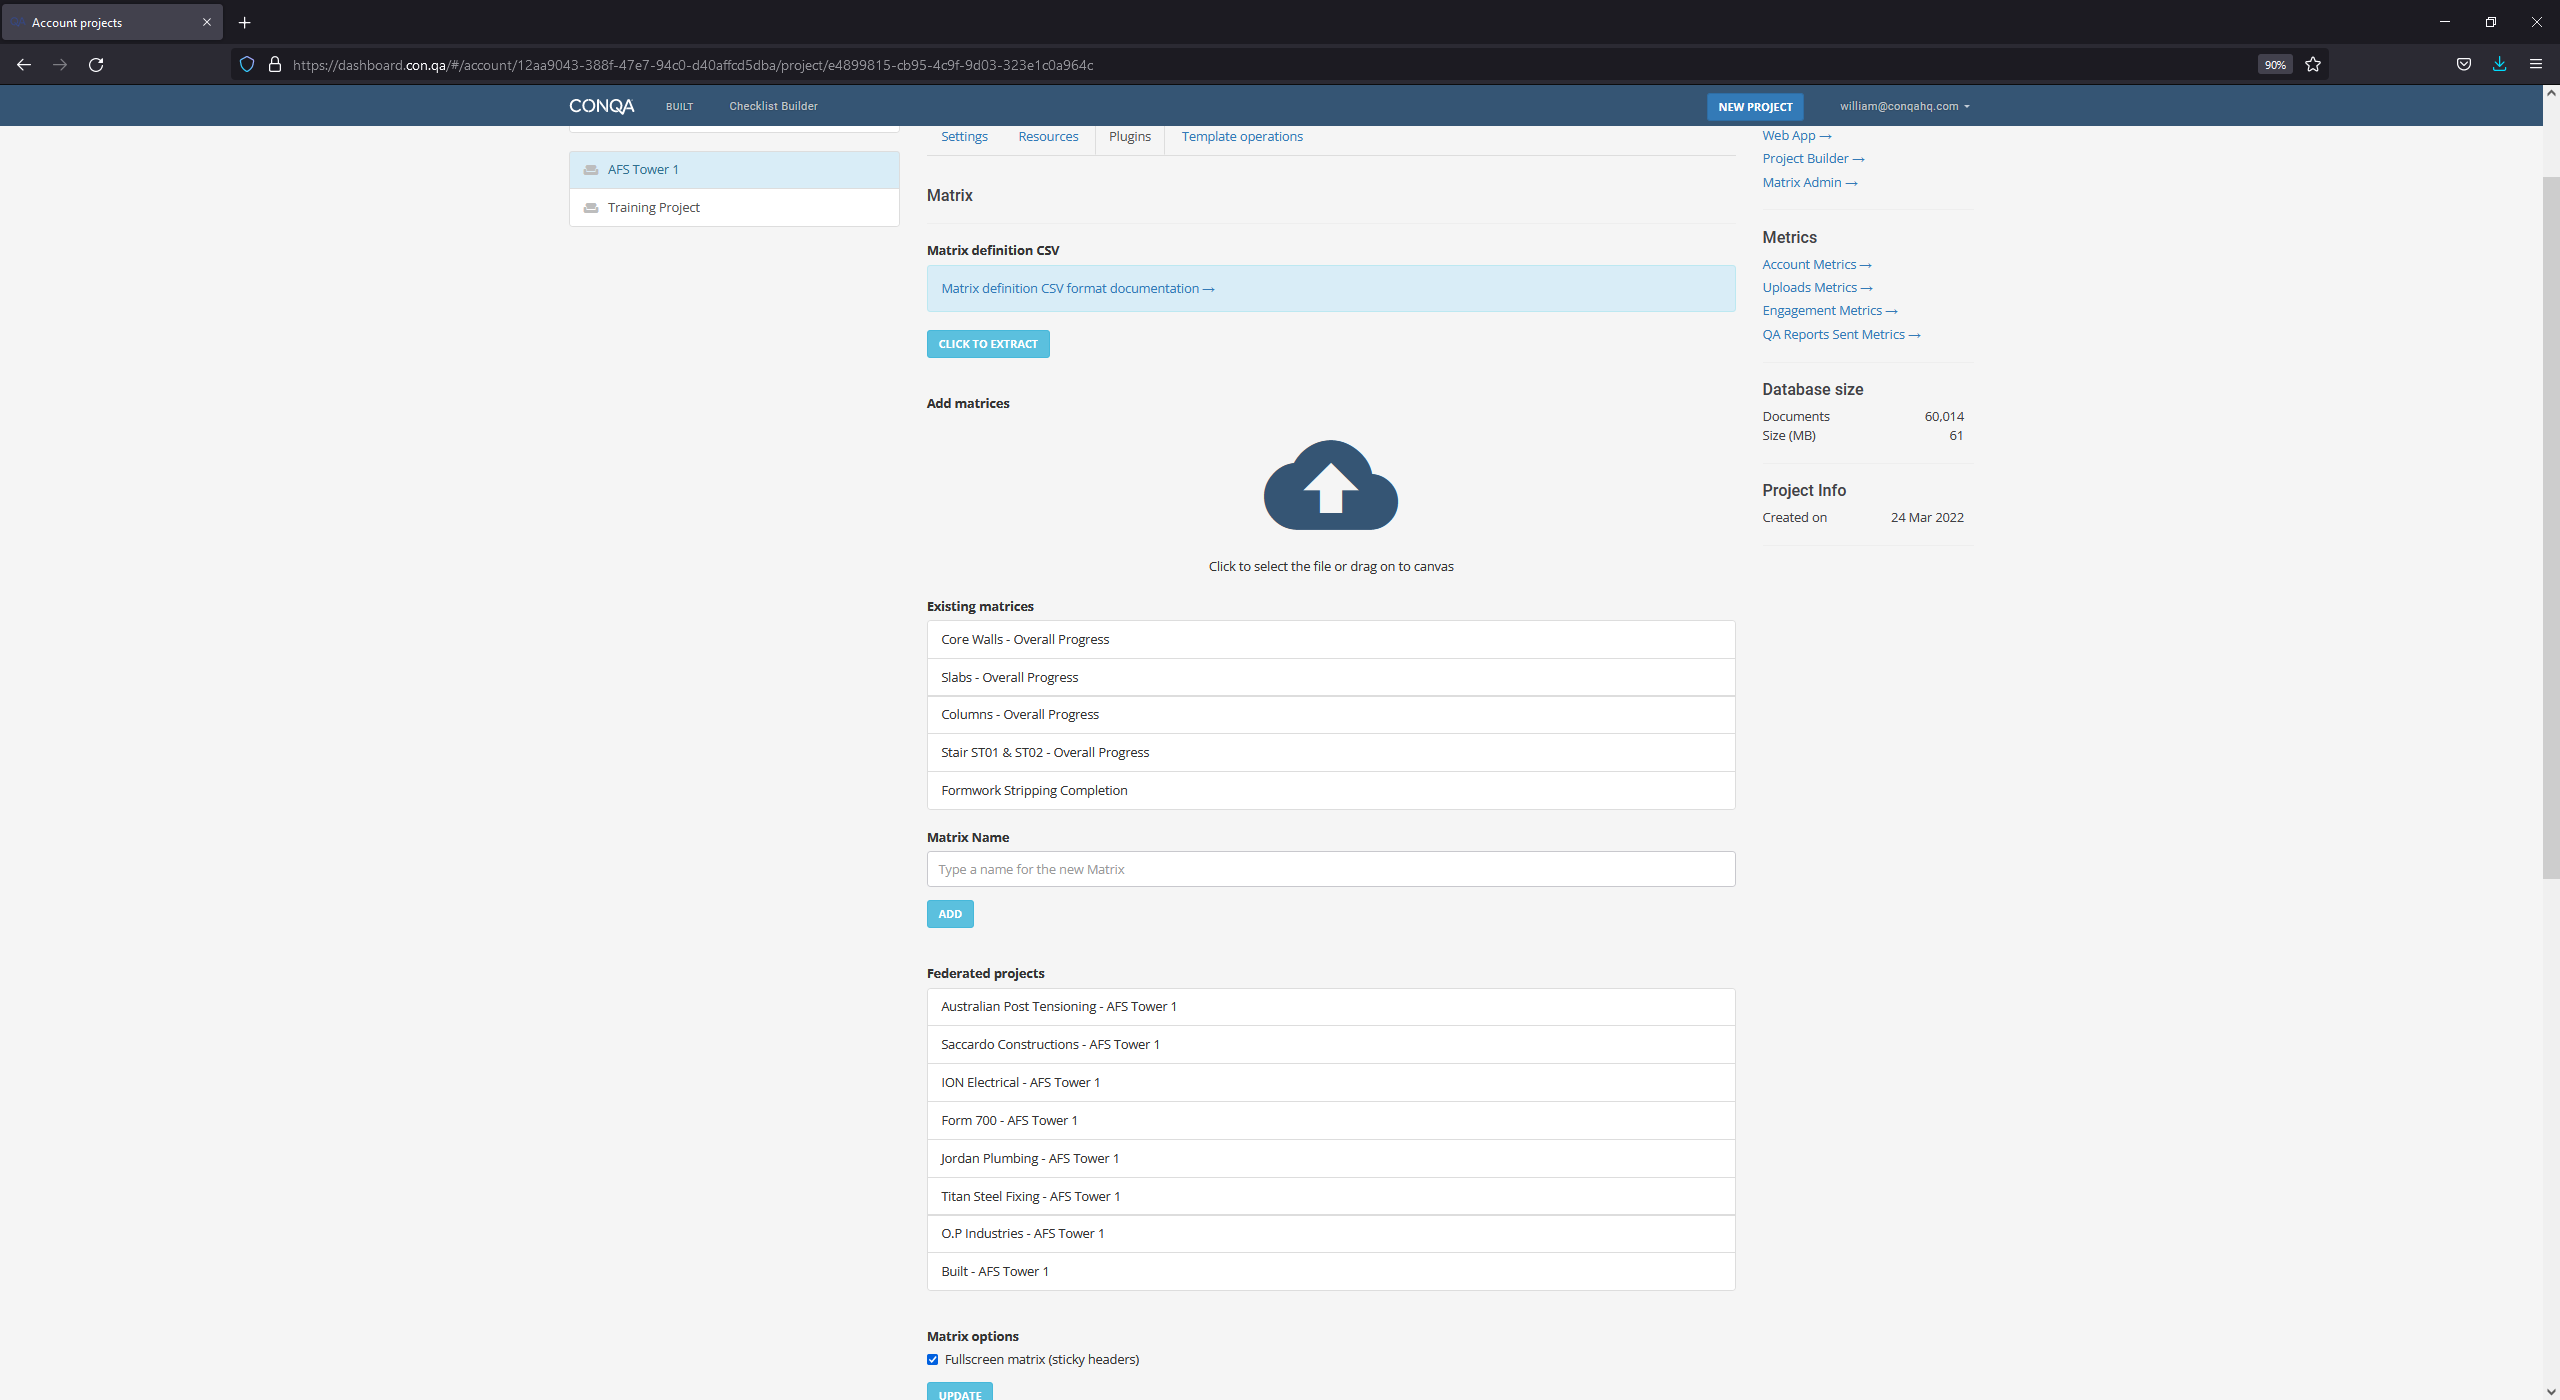 Account projects
https://dashboard.con.qa/#/account/12aa9043-388f-47e7-94c0-d40affcd5dba/project/e4899815-cb95-4c9f-9d03-323e1c0a964c
90%
CONQA
BUILT
Checklist Builder
NEW PROJECT
william@conqahq.com
AFS Tower 1
Training Project
Settings
Resources
Plugins
Template operations
Matrix
Matrix definition CSV
Matrix definition CSV format documentation →
CLICK TO EXTRACT
Add matrices
Click to select the file or drag on to canvas
Existing matrices
Core Walls - Overall Progress
Slabs - Overall Progress
Columns - Overall Progress
Stair ST01 & ST02 - Overall Progress
Formwork Stripping Completion
Matrix Name
Type a name for the new Matrix
ADD
Federated projects
Australian Post Tensioning - AFS Tower 1
Saccardo Constructions - AFS Tower 1
ION Electrical - AFS Tower 1
Form 700 - AFS Tower 1
Jordan Plumbing - AFS Tower 1
Titan Steel Fixing - AFS Tower 1
O.P Industries - AFS Tower 1
Built - AFS Tower 1
Matrix options
Fullscreen matrix (sticky headers)
UPDATE
Web App →
Project Builder →
Matrix Admin →
Metrics
Account Metrics →
Uploads Metrics →
Engagement Metrics →
QA Reports Sent Metrics →
Database size
Documents 60,014
Size (MB) 61
Project Info
Created on 24 Mar 2022